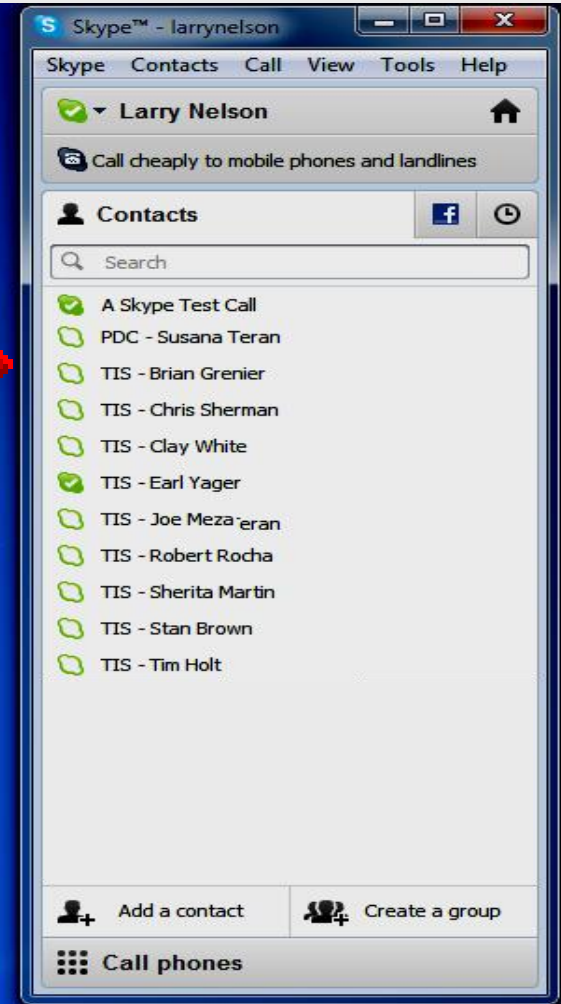 Skype™ - larrynelson
Skype Contacts Call View Tools Help
Larry Nelson
Call cheaply to mobile phones and landlines
Contacts
Search
A Skype Test Call
PDC - Susana Teran
TIS - Brian Grenier
TIS - Chris Sherman
TIS - Clay White
TIS - Earl Yager
TIS - Joe Meza eran
TIS - Robert Rocha
TIS - Sherita Martin
TIS - Stan Brown
TIS - Tim Holt
Add a contact Create a group
Call phones